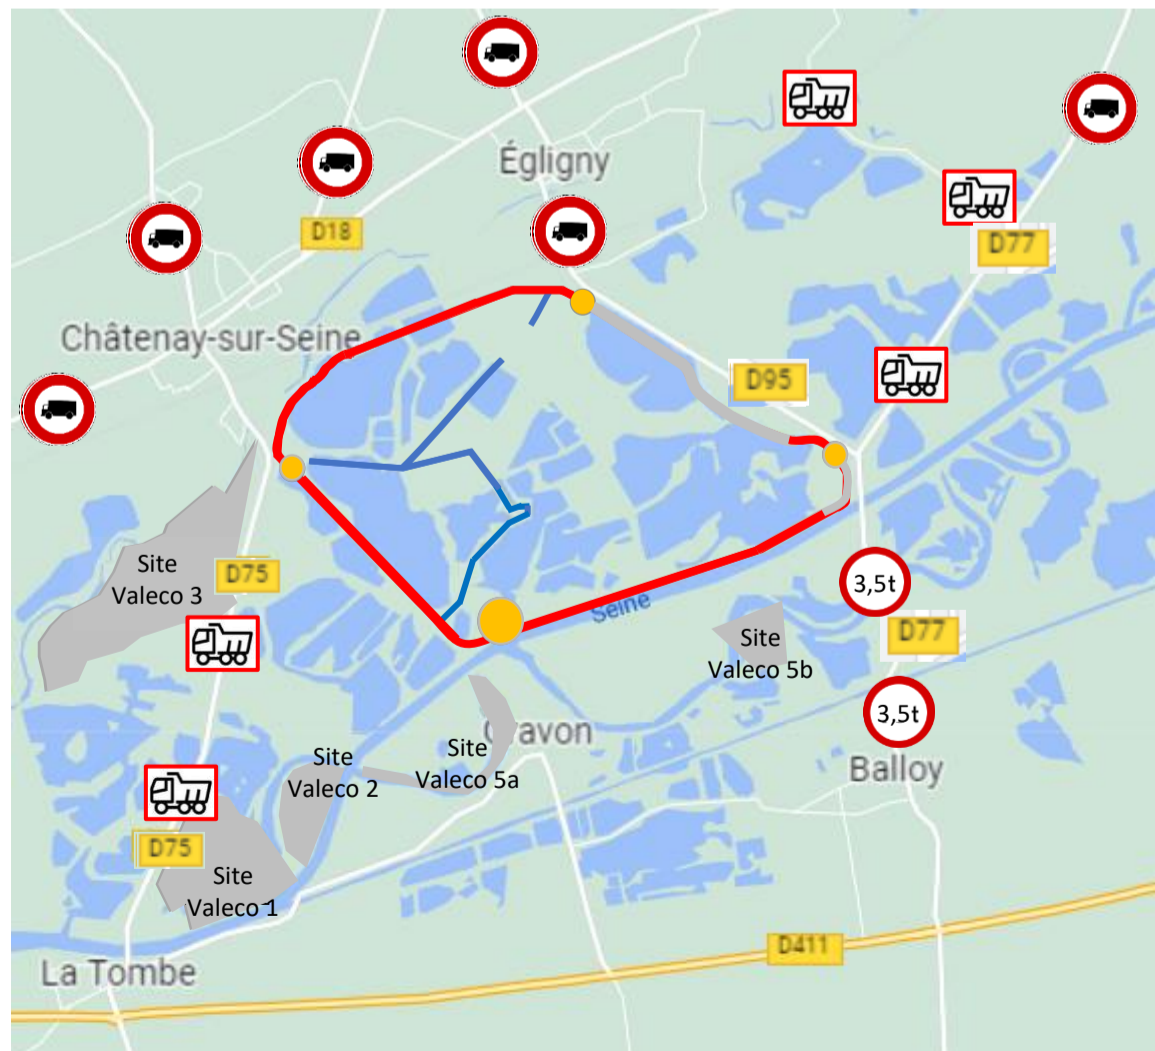 Égligny
D18
D77
Châtenay-sur-Seine
D95
Site
Valeco 3
D75
3,5t
Seine
D77
Site
Valeco 5b
3,5t
Gravon
Site
Valeco 5a
Site
Valeco 2
Balloy
D75
Site
Valeco 1
D411
La Tombe